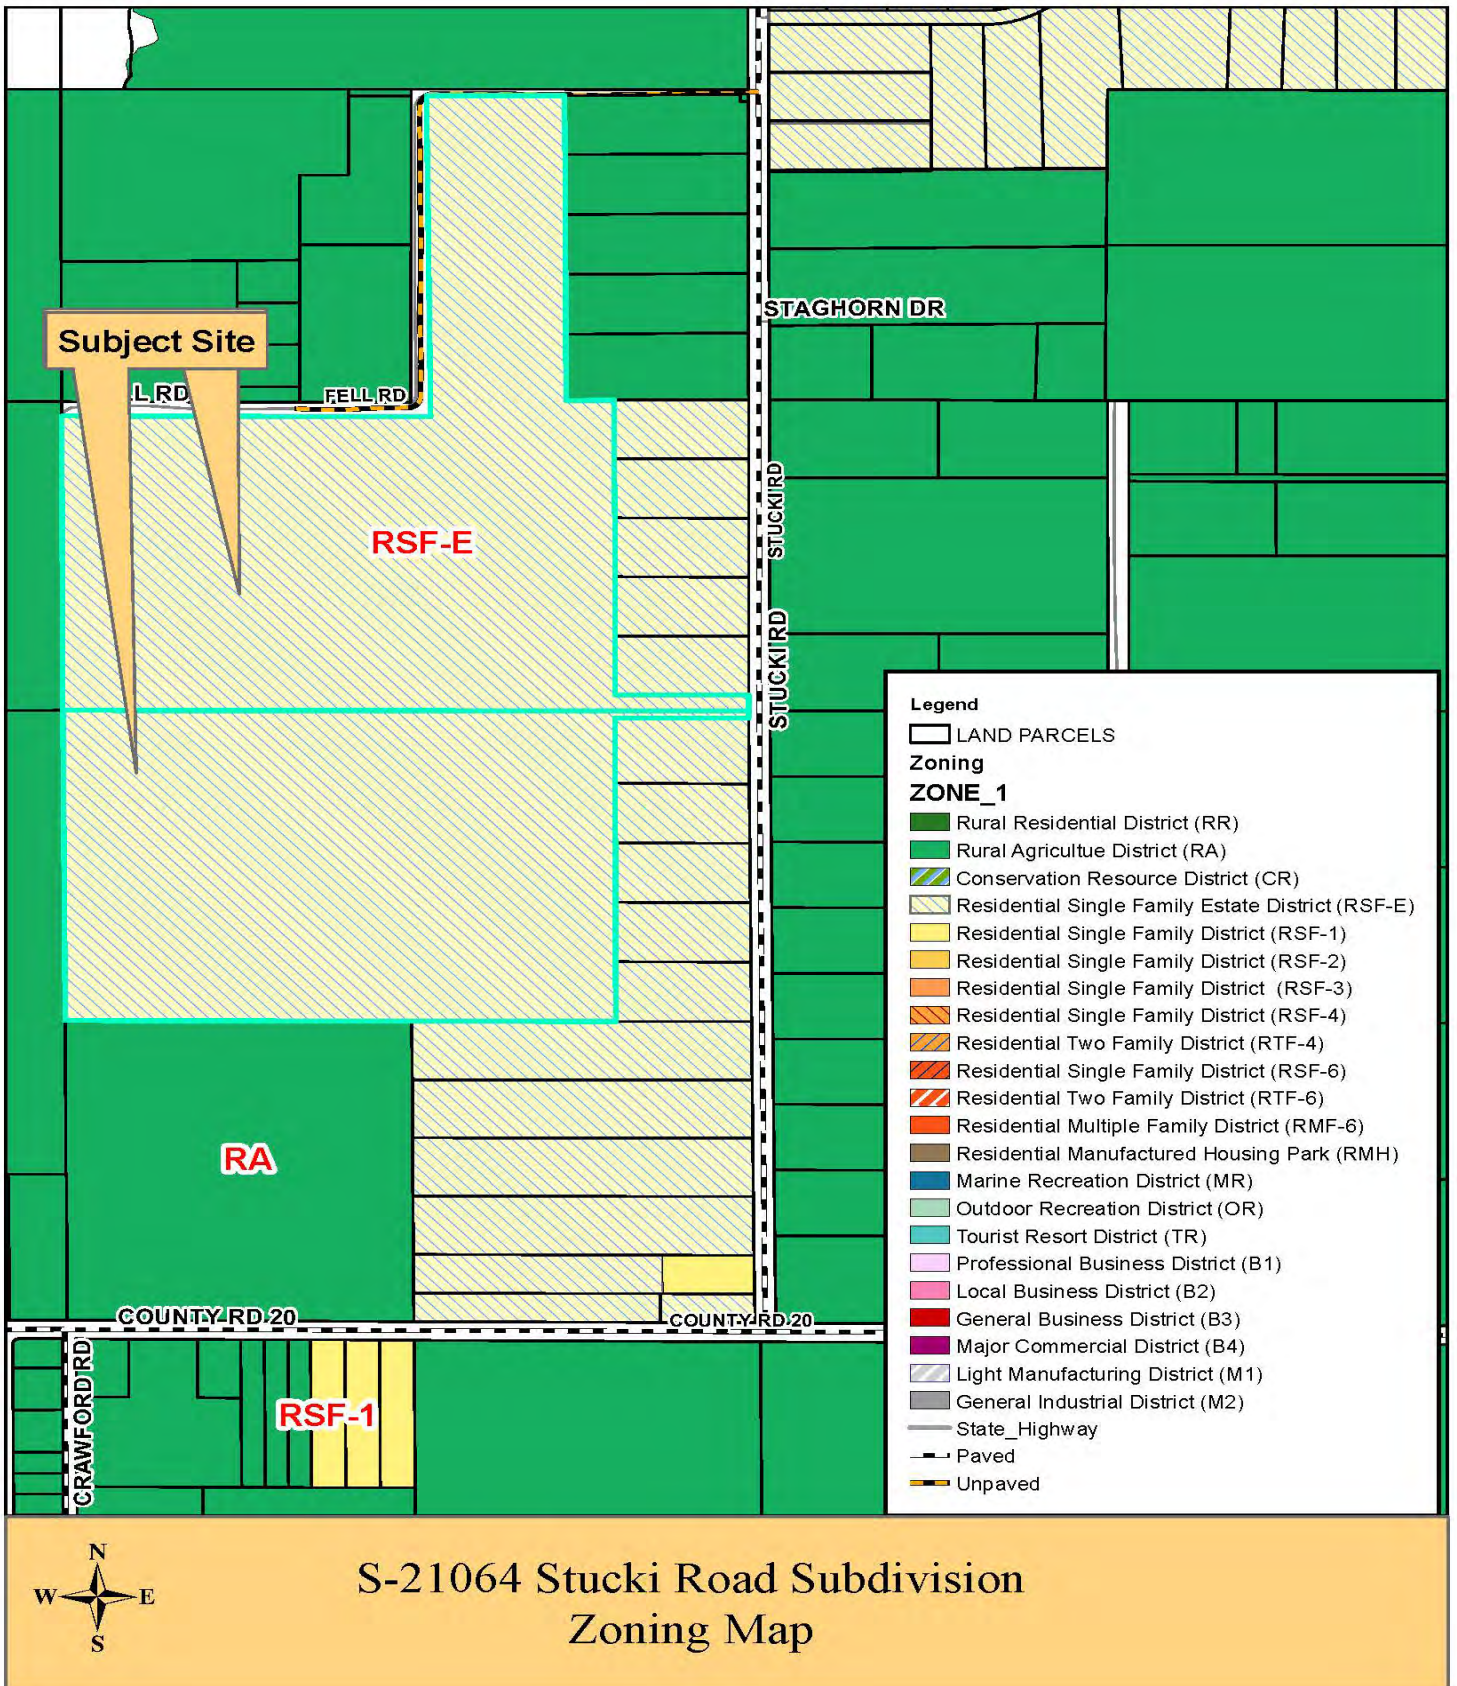 STAGHORN DR
Subject Site
L RD
FELL RD
STUCKI RD
RSF-E
STUCKI RD
Legend
LAND PARCELS
Zoning
ZONE_1
Rural Residential District (RR)
Rural Agricultue District (RA)
Conservation Resource District (CR)
Residential Single Family Estate District (RSF-E)
Residential Single Family District (RSF-1)
Residential Single Family District (RSF-2)
Residential Single Family District (RSF-3)
Residential Single Family District (RSF-4)
Residential Two Family District (RTF-4)
Residential Single Family District (RSF-6)
Residential Two Family District (RTF-6)
Residential Multiple Family District (RMF-6)
Residential Manufactured Housing Park (RMH)
Marine Recreation District (MR)
Outdoor Recreation District (OR)
Tourist Resort District (TR)
Professional Business District (B1)
Local Business District (B2)
General Business District (B3)
Major Commercial District (B4)
Light Manufacturing District (M1)
General Industrial District (M2)
State_Highway
Paved
Unpaved
RA
COUNTY RD 20
COUNTY RD 20
CRAWFORD RD
RSF-1
N
W
E
S
S-21064 Stucki Road Subdivision
Zoning Map